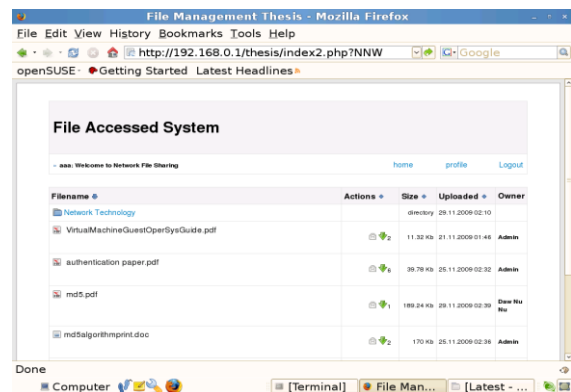 File Management Thesis - Mozilla Firefox
File Edit View History Bookmarks Tools Help
http://192.168.0.1/thesis/index2.php?NNW
Google
openSUSE Getting Started Latest Headlines
File Accessed System
- aaa: Welcome to Network File Sharing home profile Logout
Filename Actions Size Uploaded Owner
Network Technology directory 29.11.2009 02:10
VirtualMachineGuestOperSysGuide.pdf 2 11.32 Kb 21.11.2009 01:46 Admin
authentication paper.pdf 6 39.78 Kb 25.11.2009 02:32 Admin
md5.pdf 1 189.24 Kb 29.11.2009 02:39 Daw Nu Nu
md5algorithmprint.doc 2 170 Kb 25.11.2009 02:36 Admin
Done
Computer [Terminal] File Man... [Latest - ...